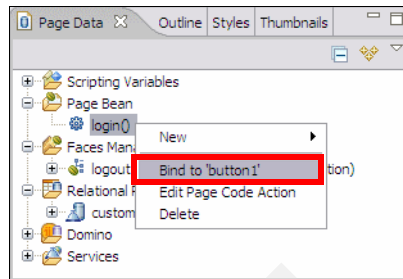 Page Data Outline Styles Thumbnails
Scripting Variables
Page Bean
login()
New
Faces Man
Bind to 'button1'
logout tion)
Edit Page Code Action
Relational
Delete
custom
Domino
Services